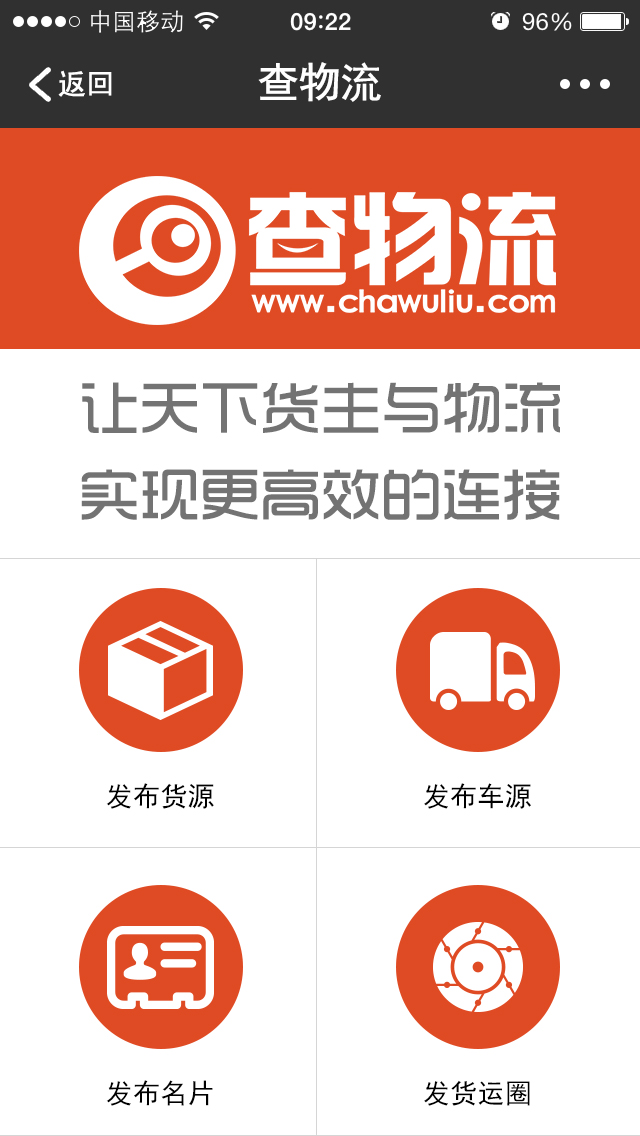 中国移动 09:22 96%
返回 查物流
查物流
www.chawuliu.com
让天下货主与物流
实现更高效的连接
发布货源 发布车源
发布名片 发货运圈